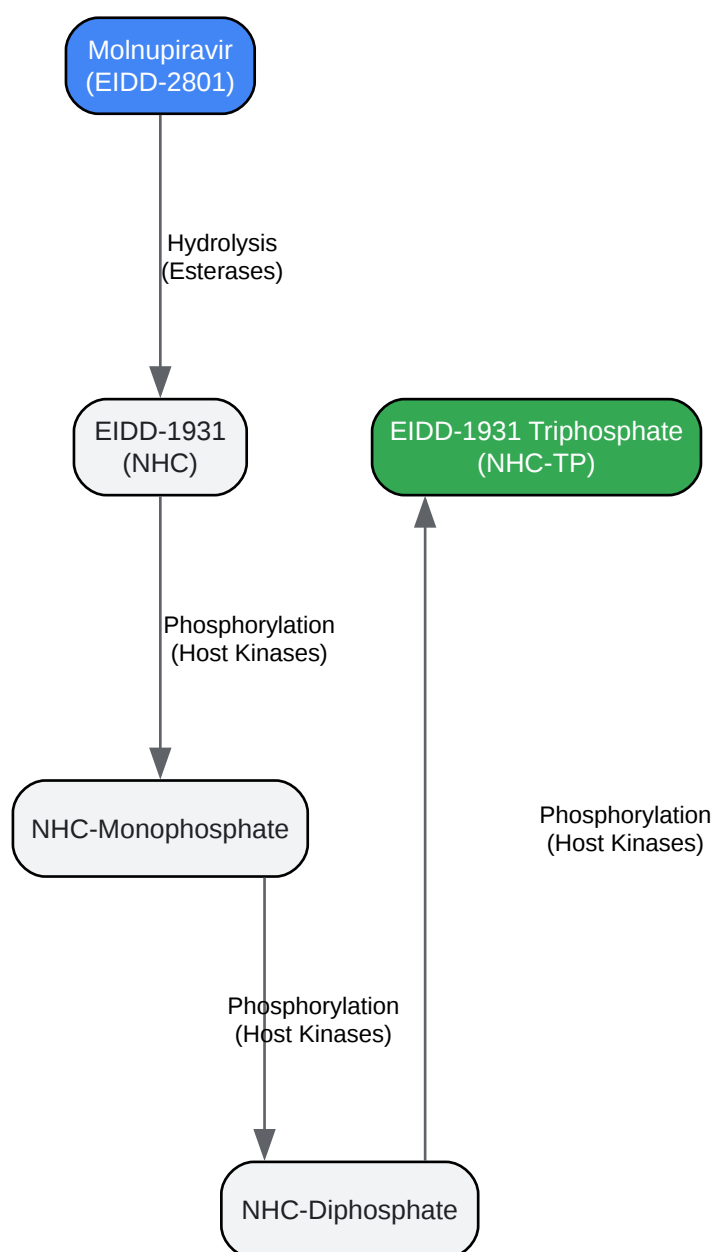 Molnupiravir
(EIDD-2801)
Hydrolysis
(Esterases)
EIDD-1931
(NHC)
EIDD-1931 Triphosphate
(NHC-TP)
Phosphorylation
(Host Kinases)
NHC-Monophosphate
Phosphorylation
(Host Kinases)
Phosphorylation
(Host Kinases)
NHC-Diphosphate